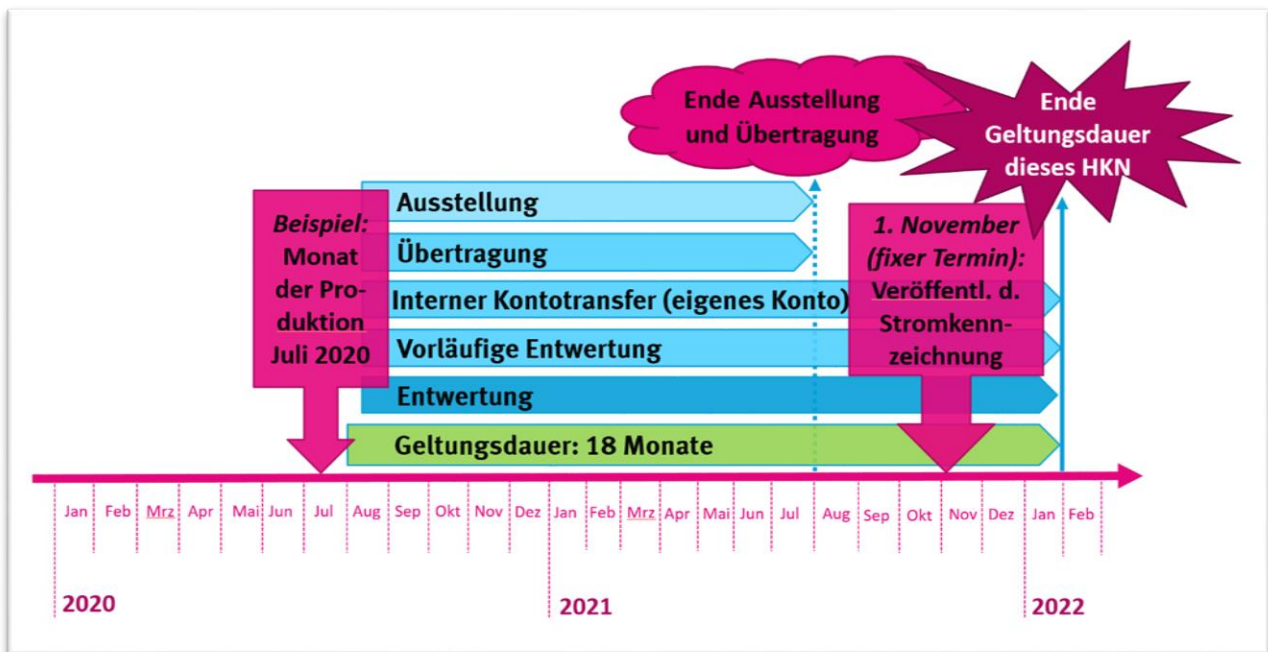 Ende Ausstellung
und Übertragung
Ende
Geltungsdauer
dieses HKN
Beispiel:
Monat
der Pro-
duktion
Juli 2020
Ausstellung
Übertragung
Interner Kontotransfer (eigenes Konto)
Vorläufige Entwertung
Entwertung
Geltungsdauer: 18 Monate
1. November
(fixer Termin):
Veröffentl. d.
Stromkenn-
zeichnung
Jan Feb Mrz Apr Mai Jun Jul Aug Sep Okt Nov Dez Jan Feb Mrz Apr Mai Jun Jul Aug Sep Okt Nov Dez Jan Feb
2020 2021 2022